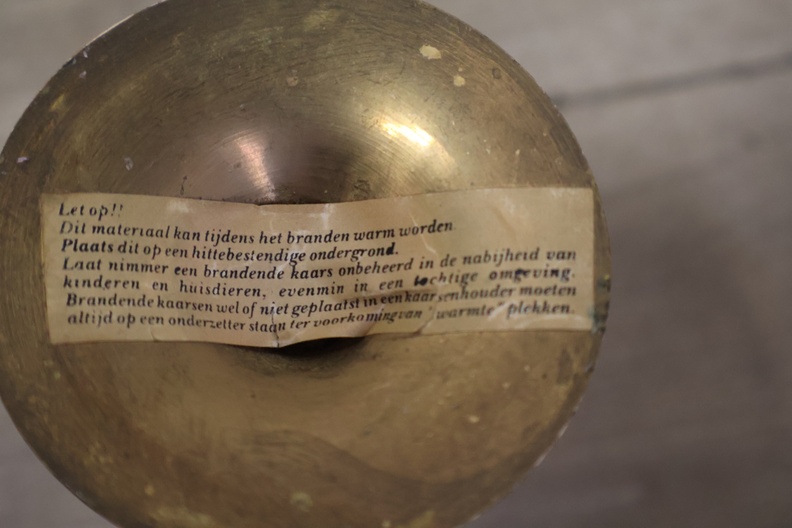 Let op!!
Dit materiaal kan tijdens het branden warm worden.
Plaats dit op een hittebestendige ondergrond.
Laat nimmer een brandende kaars onbeheerd in de nabijheid van
kinderen en huisdieren, evenmin in een tochtige omgeving.
Brandende kaarsen wel of niet geplaatst in een kaarsenhouder moeten
altijd op een onderzetter staan ter voorkoming van "warmte" plekken.